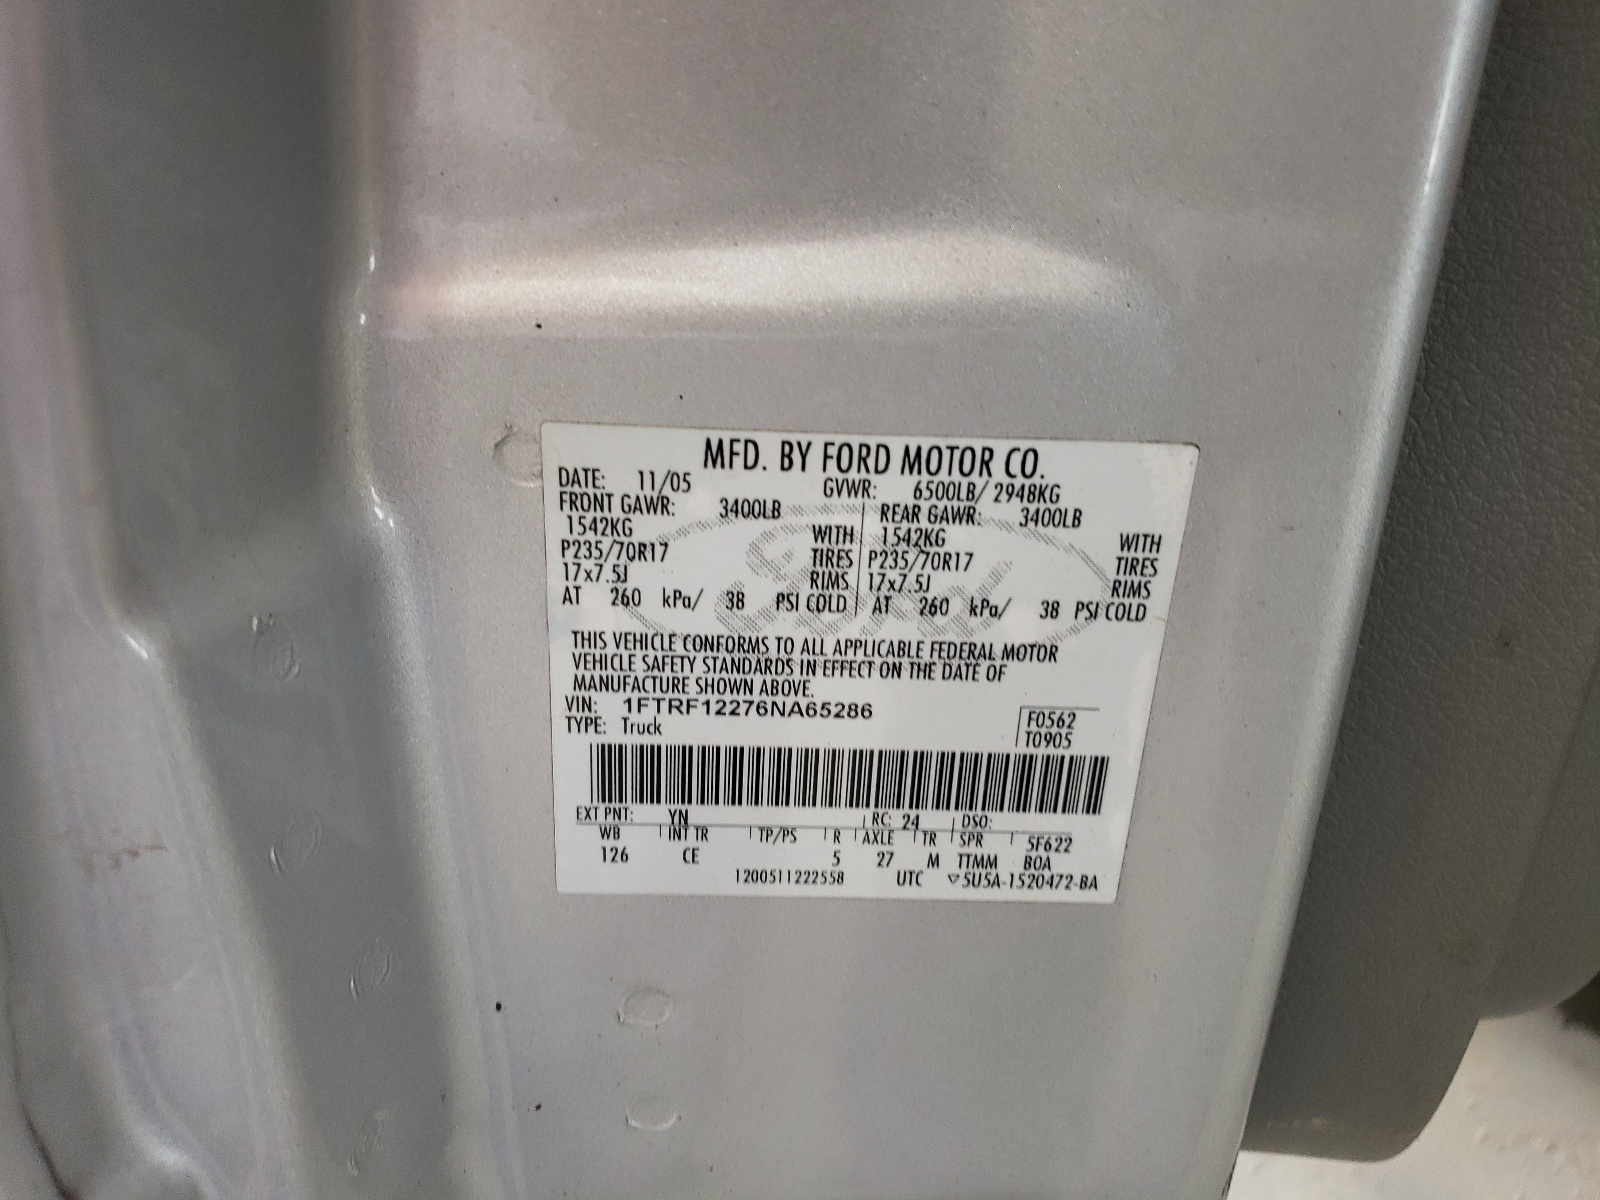 MFD. BY FORD MOTOR CO.
DATE: 11/05 GVWR: 6500LB/ 2948KG
FRONT GAWR: 3400LB REAR GAWR: 3400LB
1542KG WITH 1542KG WITH
P235/70R17 TIRES P235/70R17 TIRES
17x7.5J RIMS 17x7.5J RIMS
AT 260 kPa/ 38 PSI COLD AT 260 kPa/ 38 PSI COLD
Ford
THIS VEHICLE CONFORMS TO ALL APPLICABLE FEDERAL MOTOR
VEHICLE SAFETY STANDARDS IN EFFECT ON THE DATE OF
MANUFACTURE SHOWN ABOVE.
VIN: 1FTRF12276NA65286 F0562
TYPE: Truck T0905
EXT PNT: YN RC: 24 DSO:
WB INT TR TP/PS R AXLE TR SPR 5F622
126 CE 5 27 M TTMM BOA
1200511222558 UTC ▽5U5A-1520472-BA